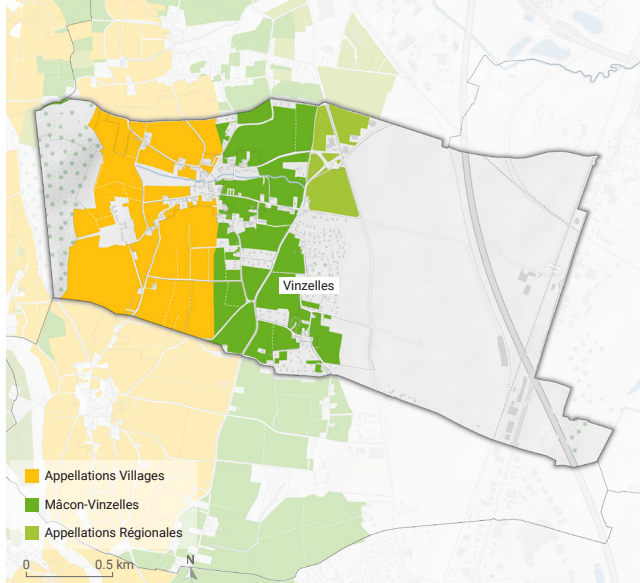 Vinzelles
Appellations Villages
Mâcon-Vinzelles
Appellations Régionales
0 0.5 km
N